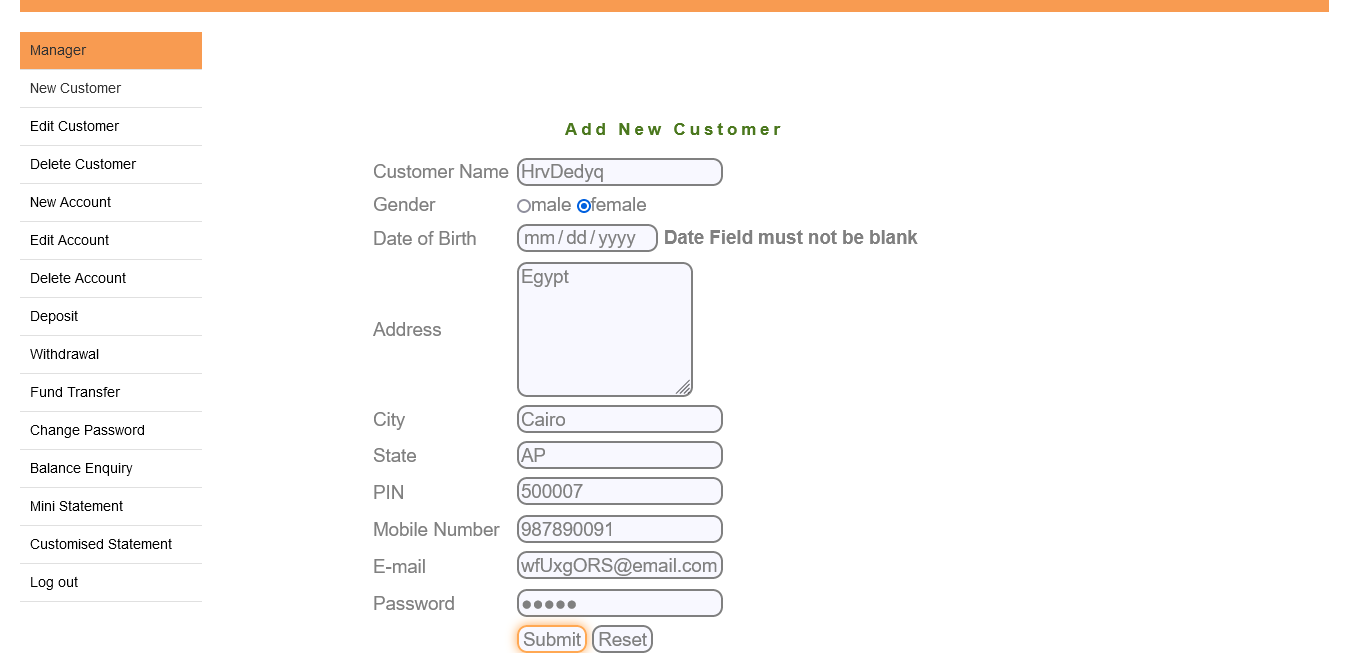 Manager
New Customer
Edit Customer
Delete Customer
New Account
Edit Account
Delete Account
Deposit
Withdrawal
Fund Transfer
Change Password
Balance Enquiry
Mini Statement
Customised Statement
Log out
Add New Customer
Customer Name HrvDedyq
Gender male female
Date of Birth mm/dd/yyyy Date Field must not be blank
Address Egypt
City Cairo
State AP
PIN 500007
Mobile Number 987890091
E-mail wfUxgORS@email.com
Password ●●●●●
Submit Reset